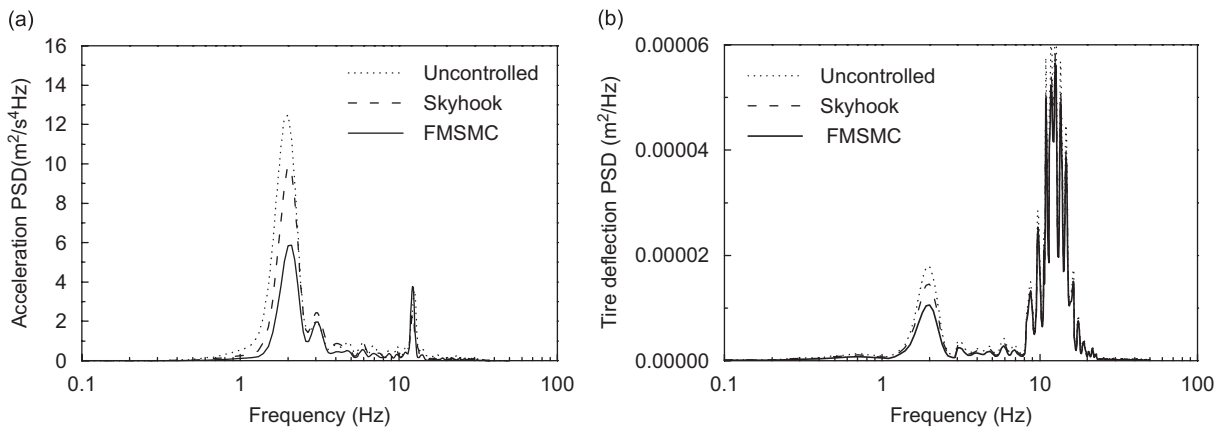 (a)
16
14
12
10
8
6
4
2
0
Acceleration PSD(m²/s⁴Hz)
Uncontrolled
Skyhook
FMSMC
0.1
1
10
100
Frequency (Hz)
(b)
0.00006
0.00004
0.00002
0.00000
Tire deflection PSD (m²/Hz)
Uncontrolled
Skyhook
FMSMC
0.1
1
10
100
Frequency (Hz)